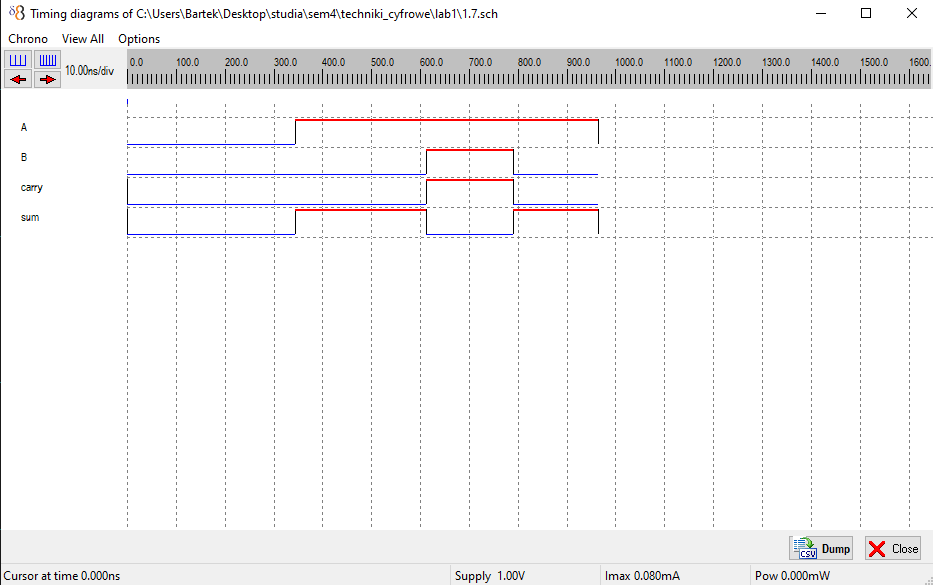 Timing diagrams of C:\Users\Bartek\Desktop\studia\sem4\techniki_cyfrowe\lab1\1.7.sch
Chrono View All Options
10.00ns/div
0.0 100.0 200.0 300.0 400.0 500.0 600.0 700.0 800.0 900.0 1000.0 1100.0 1200.0 1300.0 1400.0 1500.0 1600.
A
B
carry
sum
CSV Dump Close
Cursor at time 0.000ns Supply 1.00V Imax 0.080mA Pow 0.000mW